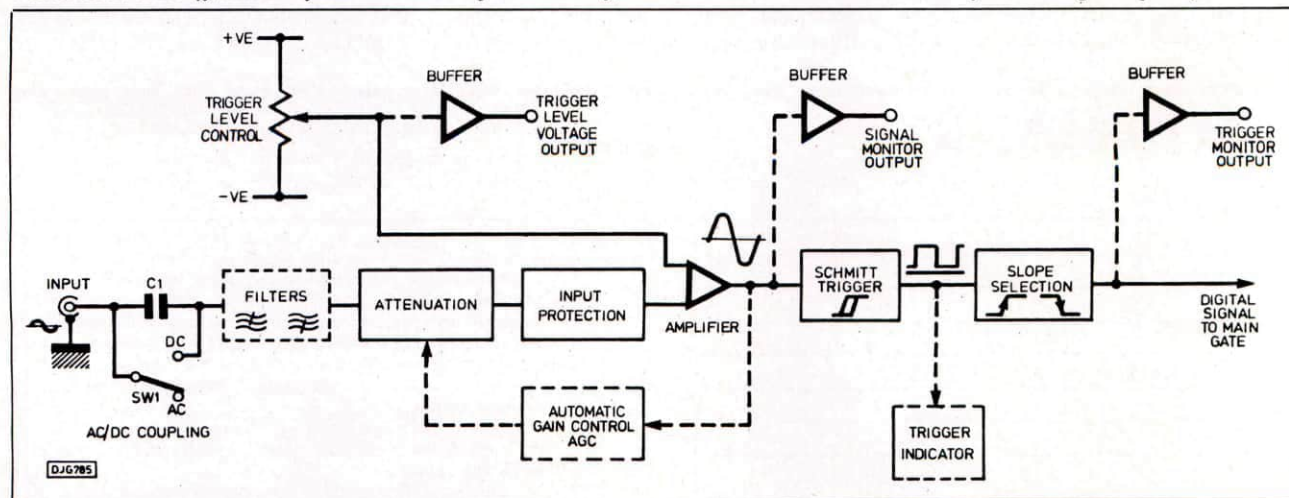 +VE
TRIGGER
LEVEL
CONTROL
-VE
BUFFER
TRIGGER
LEVEL
VOLTAGE
OUTPUT
BUFFER
SIGNAL
MONITOR
OUTPUT
BUFFER
TRIGGER
MONITOR
OUTPUT
INPUT
C1
DC
SW1
AC
AC/DC COUPLING
FILTERS
ATTENUATION
INPUT
PROTECTION
AMPLIFIER
SCHMITT
TRIGGER
SLOPE
SELECTION
DIGITAL
SIGNAL
TO MAIN
GATE
AUTOMATIC
GAIN CONTROL
AGC
TRIGGER
INDICATOR
DJG785